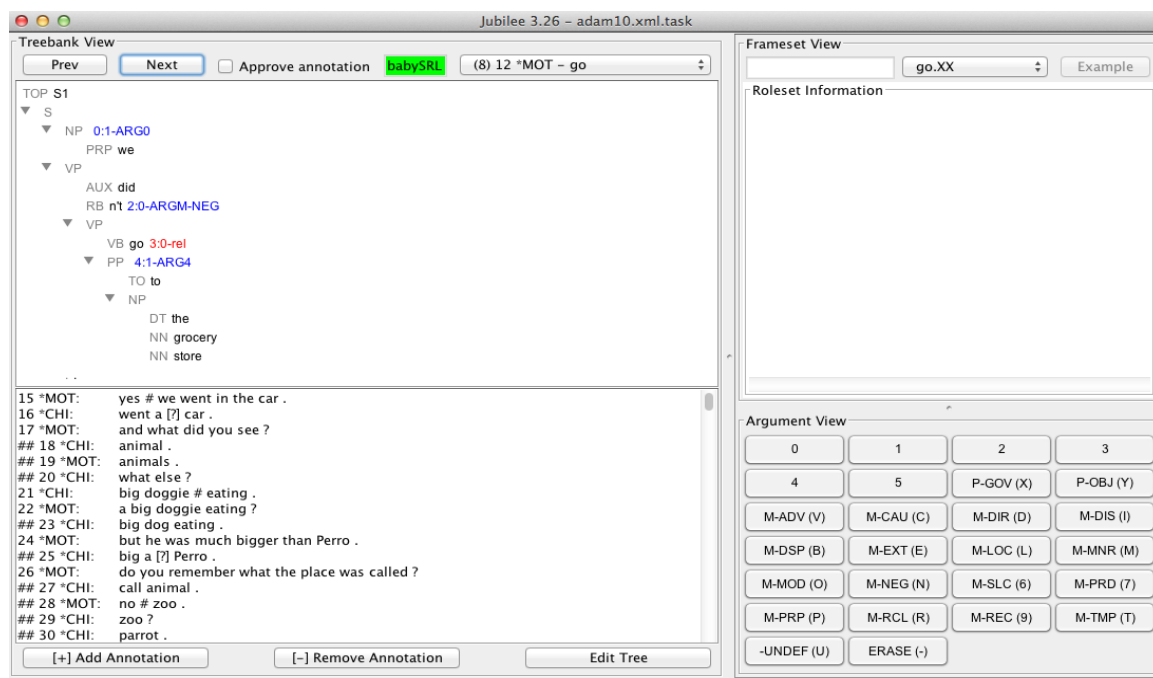 Jubilee 3.26 - adam10.xml.task
Treebank View
Prev Next Approve annotation babySRL (8) 12 *MOT - go
TOP S1
S
NP 0:1-ARG0
PRP we
VP
AUX did
RB n't 2:0-ARGM-NEG
VP
VB go 3:0-rel
PP 4:1-ARG4
TO to
NP
DT the
NN grocery
NN store
15 *MOT: yes # we went in the car .
16 *CHI: went a [?] car .
17 *MOT: and what did you see ?
## 18 *CHI: animal .
## 19 *MOT: animals .
## 20 *CHI: what else ?
21 *CHI: big doggie # eating .
22 *MOT: a big doggie eating ?
## 23 *CHI: big dog eating .
24 *MOT: but he was much bigger than Perro .
## 25 *CHI: big a [?] Perro .
26 *MOT: do you remember what the place was called ?
## 27 *CHI: call animal .
## 28 *MOT: no # zoo .
## 29 *CHI: zoo ?
## 30 *CHI: parrot .
[+] Add Annotation [-] Remove Annotation Edit Tree
Frameset View
go.XX Example
Roleset Information
Argument View
0 1 2 3
4 5 P-GOV (X) P-OBJ (Y)
M-ADV (V) M-CAU (C) M-DIR (D) M-DIS (I)
M-DSP (B) M-EXT (E) M-LOC (L) M-MNR (M)
M-MOD (O) M-NEG (N) M-SLC (6) M-PRD (7)
M-PRP (P) M-RCL (R) M-REC (9) M-TMP (T)
-UNDEF (U) ERASE (-)